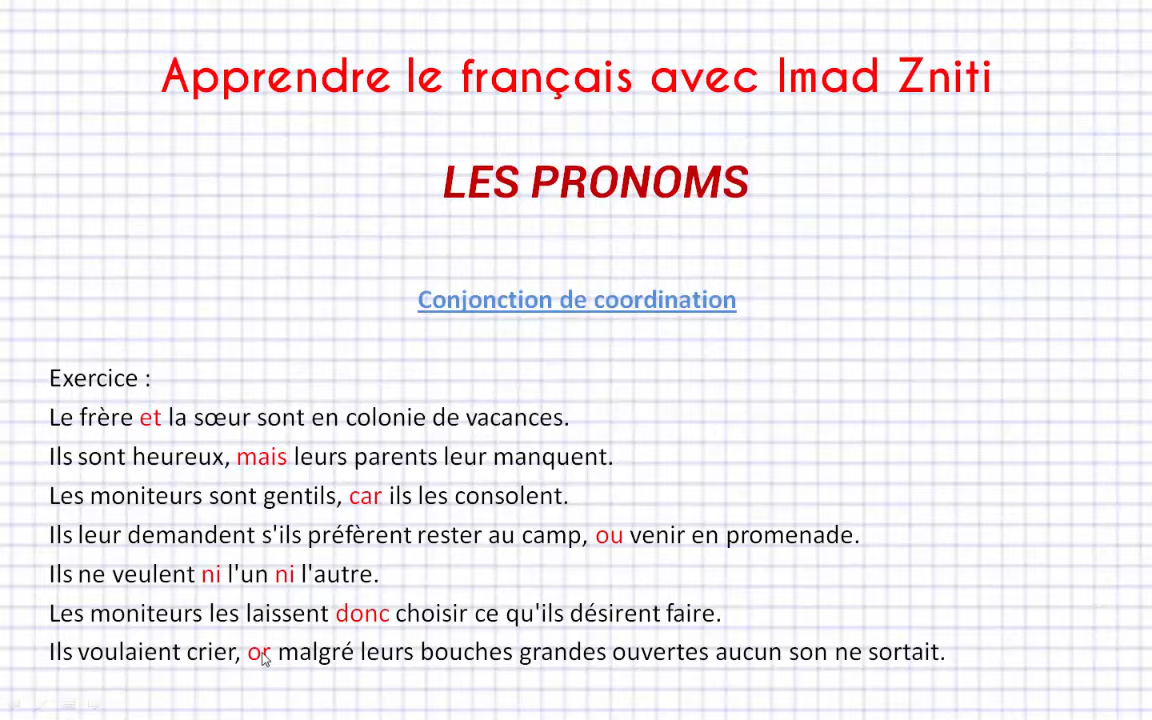 Apprendre le français avec Imad Zniti
LES PRONOMS
Conjonction de coordination
Exercice :
Le frère et la sœur sont en colonie de vacances.
Ils sont heureux, mais leurs parents leur manquent.
Les moniteurs sont gentils, car ils les consolent.
Ils leur demandent s'ils préfèrent rester au camp, ou venir en promenade.
Ils ne veulent ni l'un ni l'autre.
Les moniteurs les laissent donc choisir ce qu'ils désirent faire.
Ils voulaient crier, or malgré leurs bouches grandes ouvertes aucun son ne sortait.